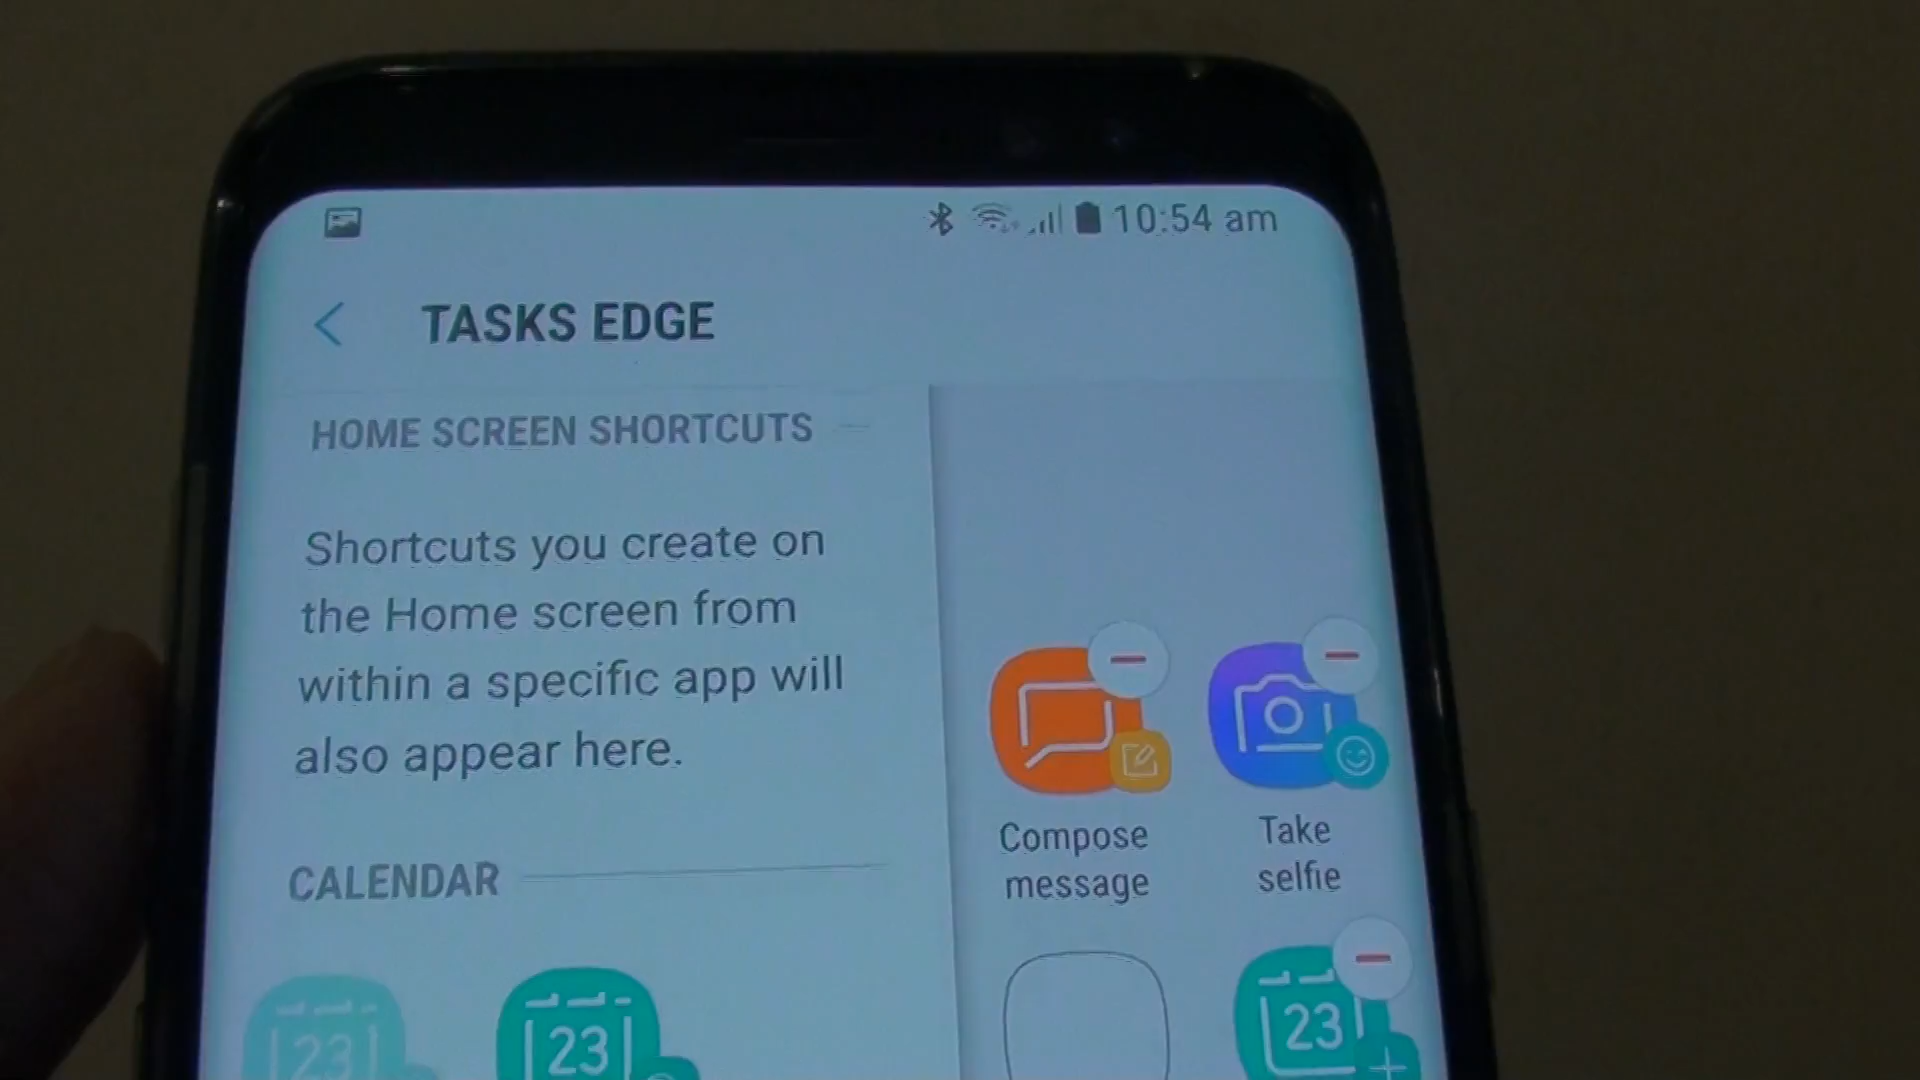 10:54 am
TASKS EDGE
HOME SCREEN SHORTCUTS
Shortcuts you create on
the Home screen from
within a specific app will
also appear here.
Compose
message
Take
selfie
CALENDAR
23
23
23